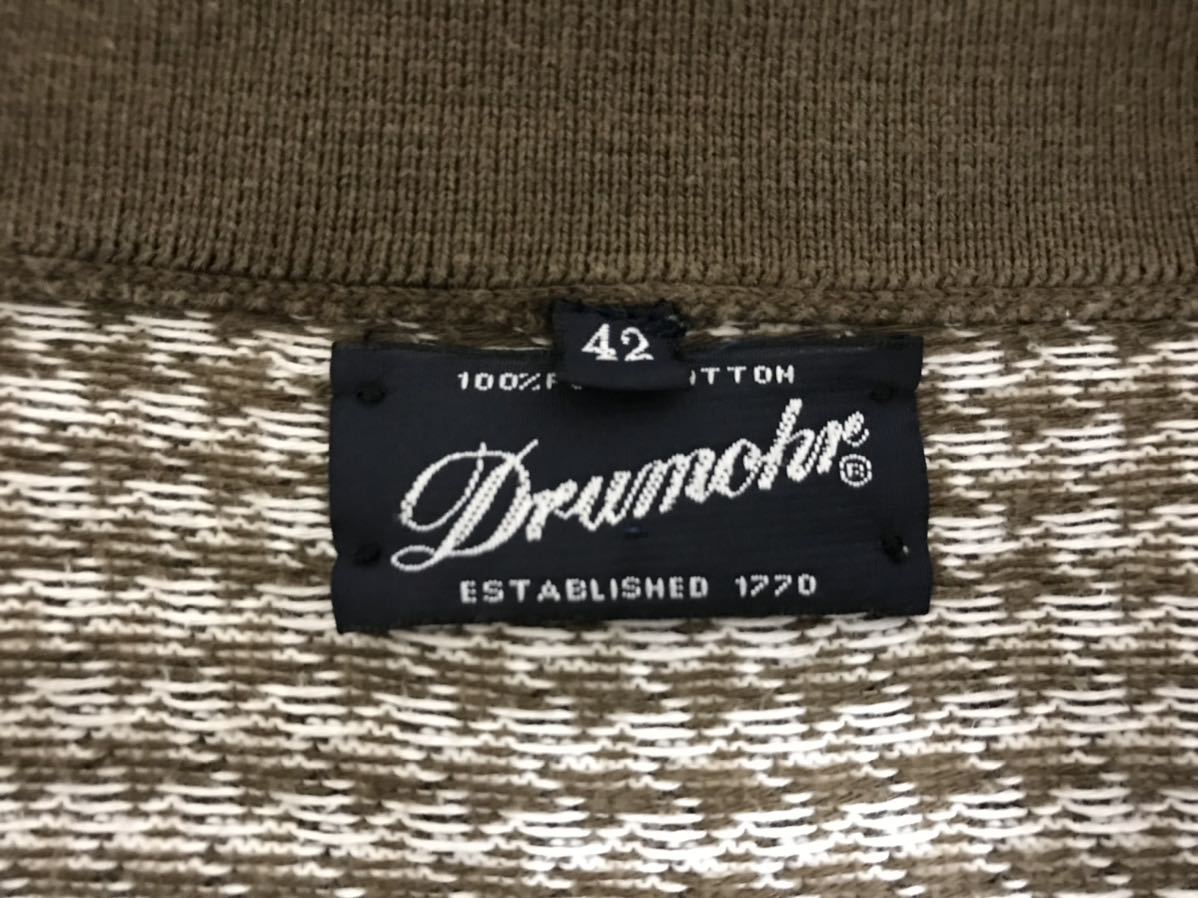 42
100%
Drumohr®
ESTABLISHED 1770